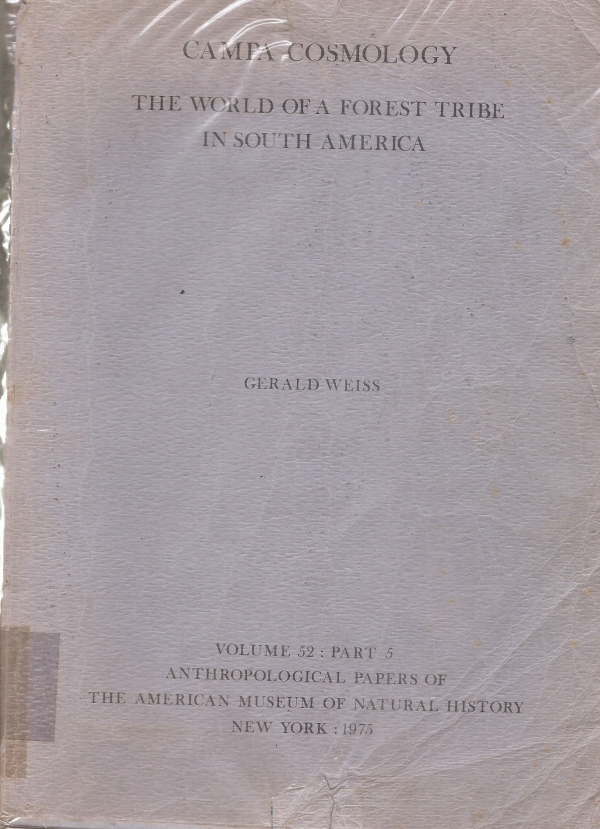 CAMPA COSMOLOGY
THE WORLD OF A FOREST TRIBE
IN SOUTH AMERICA
GERALD WEISS
VOLUME 52 : PART 5
ANTHROPOLOGICAL PAPERS OF
THE AMERICAN MUSEUM OF NATURAL HISTORY
NEW YORK : 1975